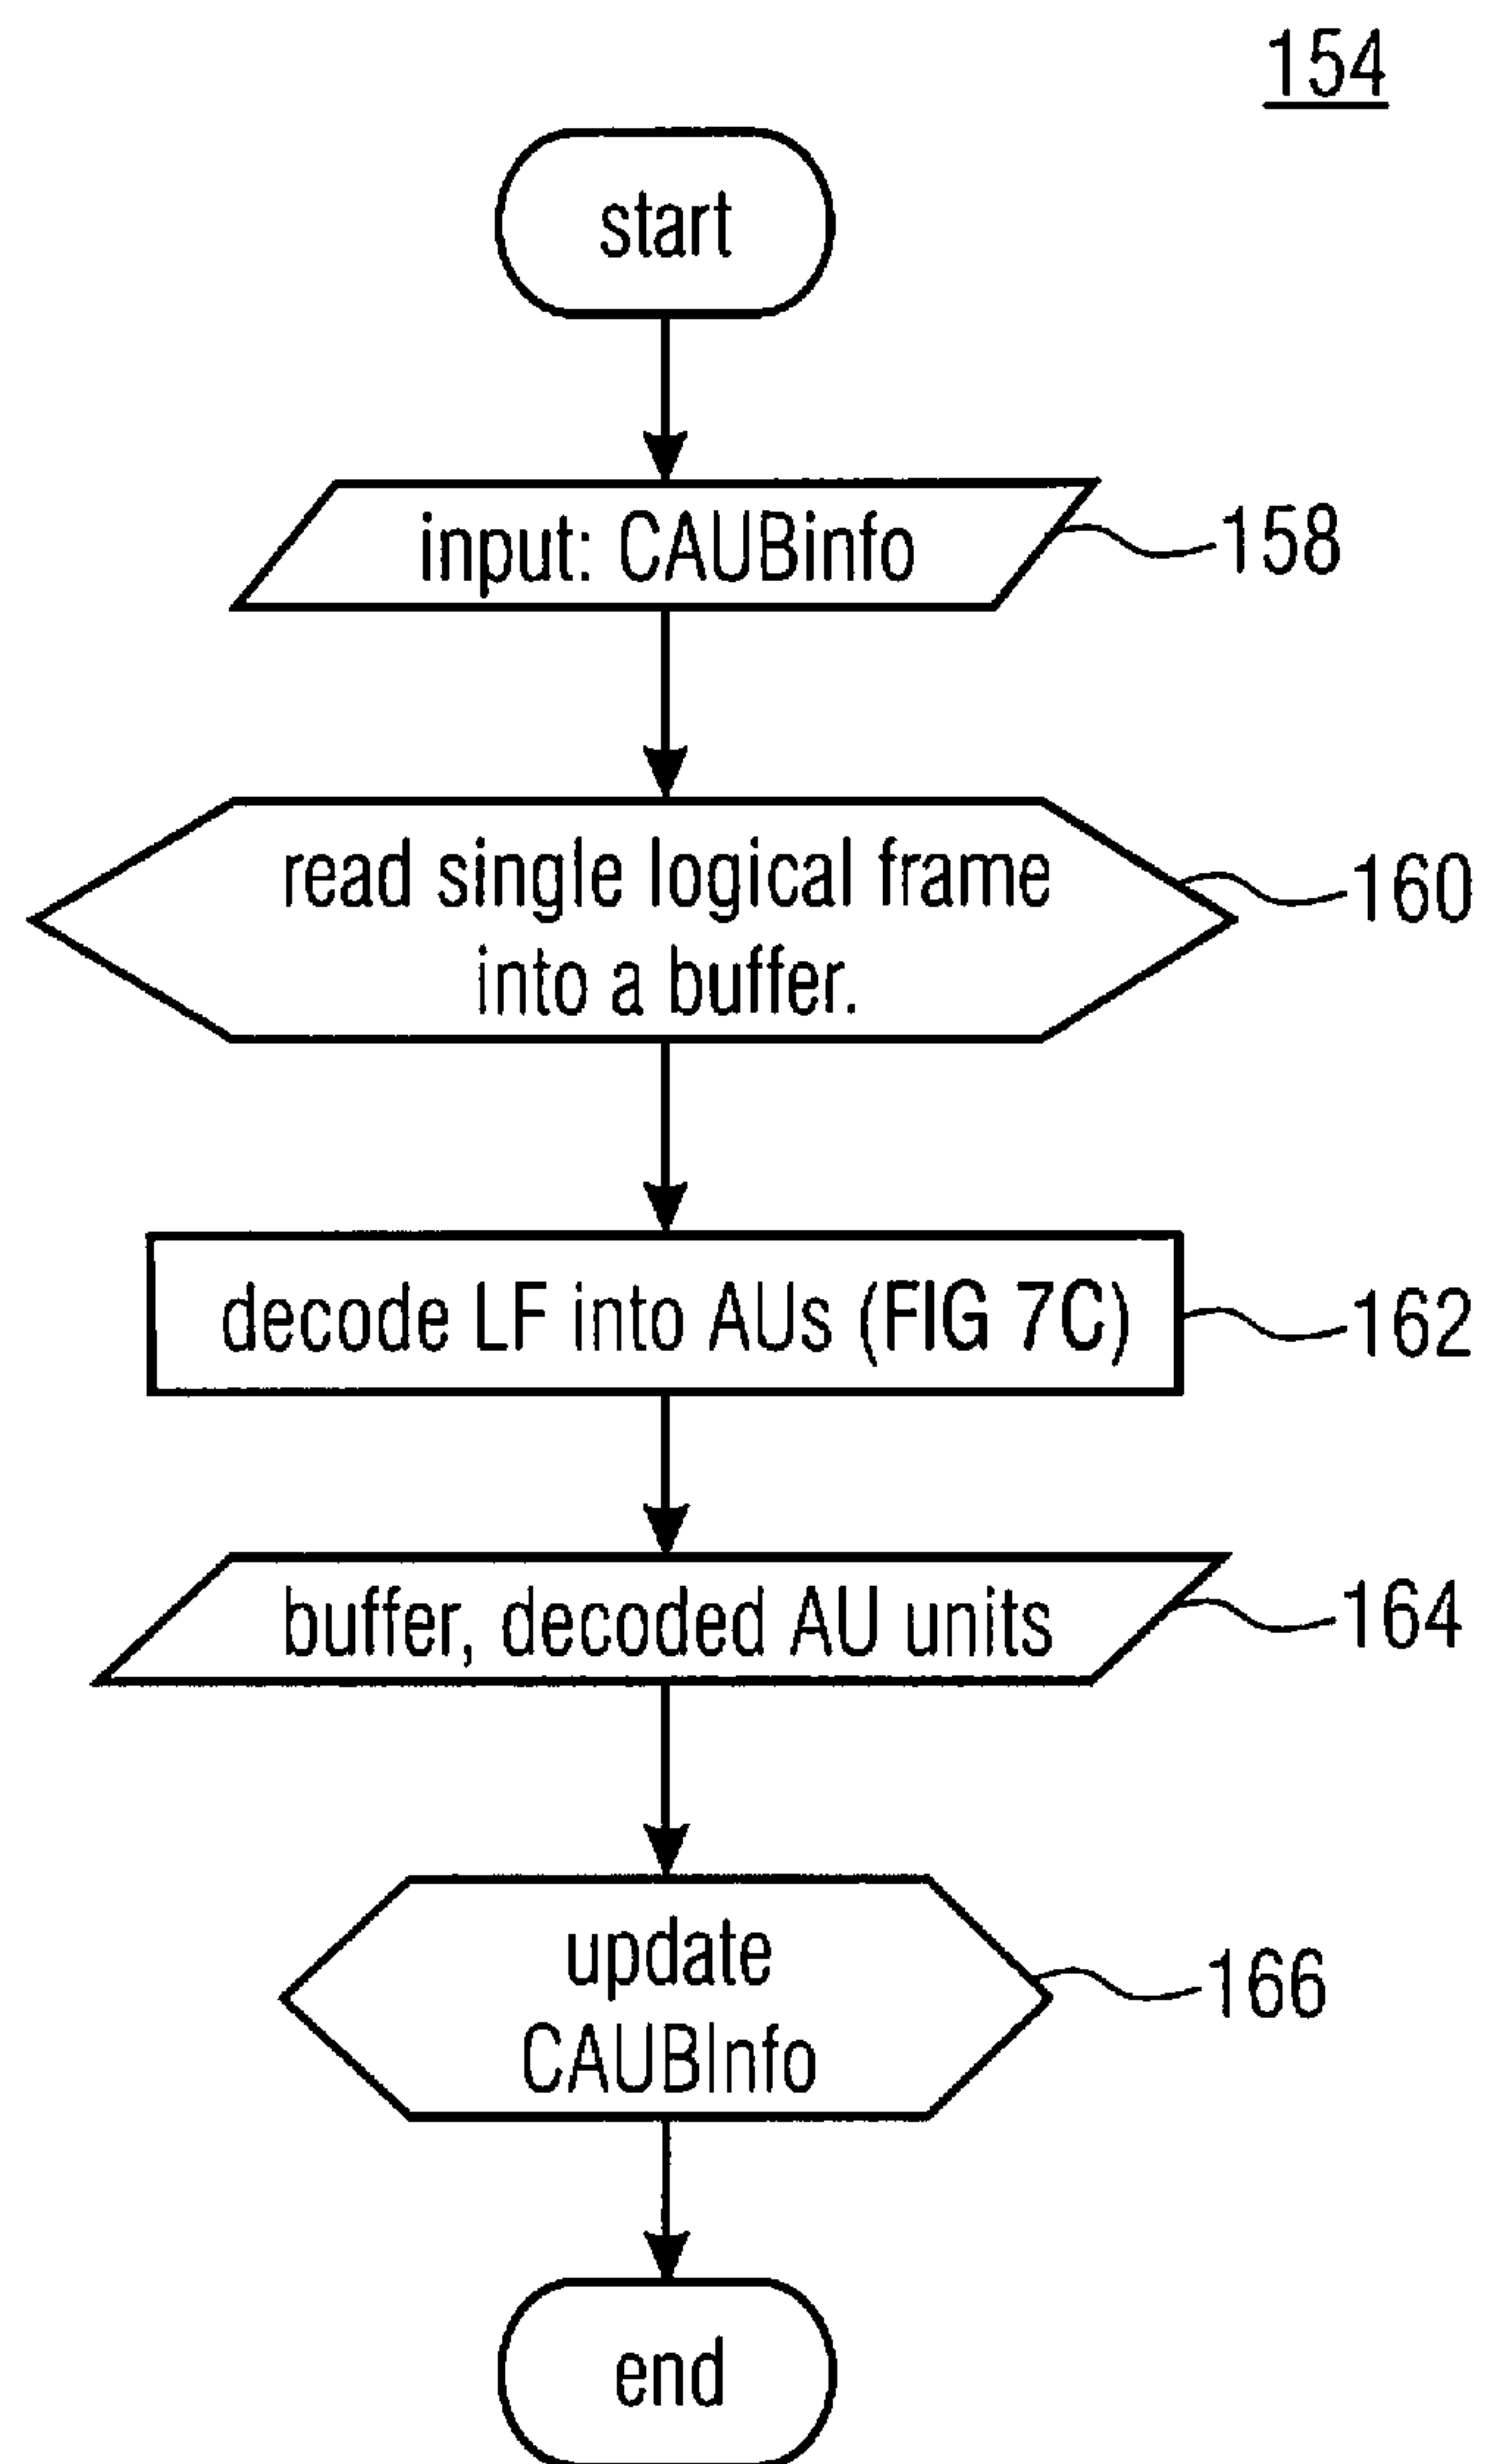 154
start
input: CAUBinfo
158
read single logical frame
into a buffer.
160
decode LF into AUs (FIG 7C)
162
buffer, decoded AU units
164
update
CAUBInfo
166
end